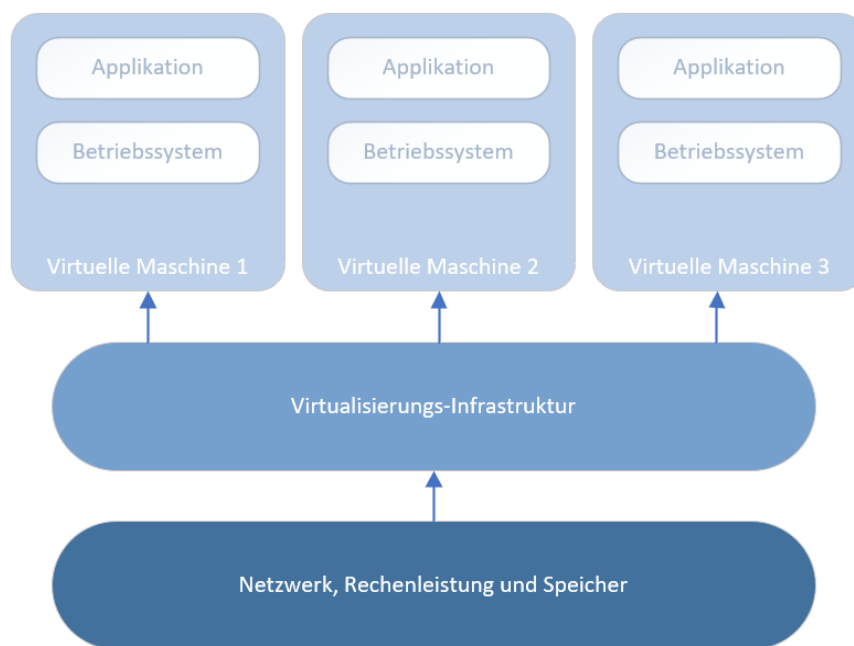 Applikation
Applikation
Applikation
Betriebssystem
Betriebssystem
Betriebssystem
Virtuelle Maschine 1
Virtuelle Maschine 2
Virtuelle Maschine 3
Virtualisierungs-Infrastruktur
Netzwerk, Rechenleistung und Speicher